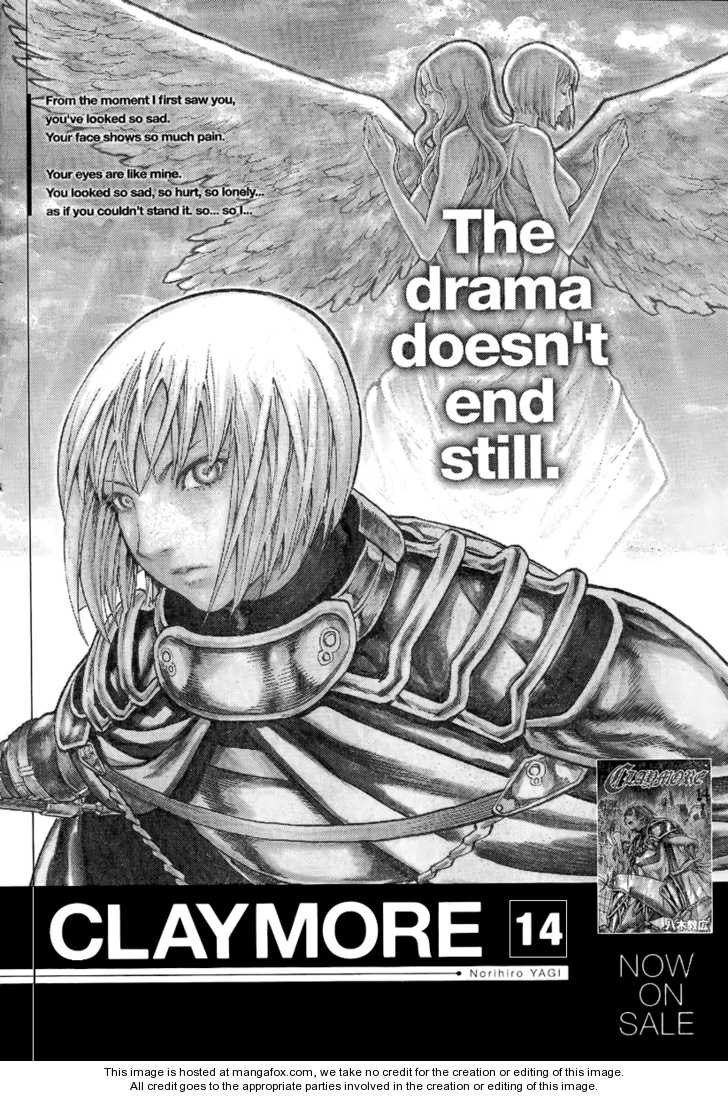 From the moment I first saw you,
you've looked so sad.
Your face shows so much pain.
Your eyes are like mine.
You looked so sad, so hurt, so lonely...
as if you couldn't stand it. so... so I...
The
drama
doesn't
end
still.
CLAYMORE
八木教広
CLAYMORE 14
Norihiro YAGI
NOW
ON
SALE
This image is hosted at mangafox.com, we take no credit for the creation or editing of this image.
All credit goes to the appropriate parties involved in the creation or editing of this image.